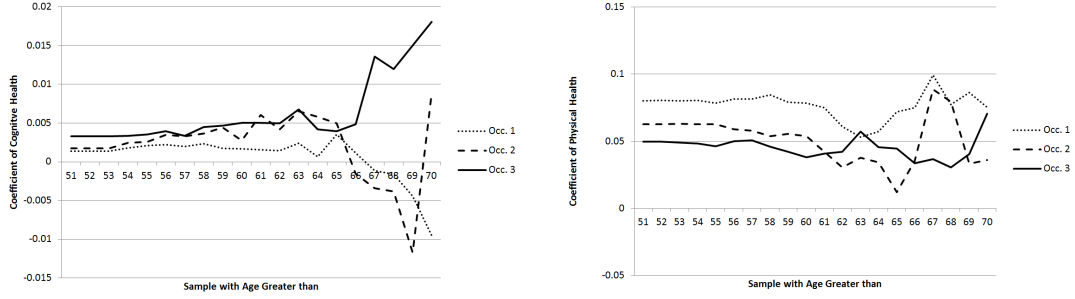 0.02
0.015
0.01
0.005
0
-0.005
-0.01
-0.015
Coefficient of Cognitve Health
51 52 53 54 55 56 57 58 59 60 61 62 63 64 65 66 67 68 69 70
Sample with Age Greater than
Occ. 1
Occ. 2
Occ. 3
0.15
0.1
0.05
0
-0.05
Coefficient of Physical Health
51 52 53 54 55 56 57 58 59 60 61 62 63 64 65 66 67 68 69 70
Sample with Age Greater than
Occ. 1
Occ. 2
Occ. 3